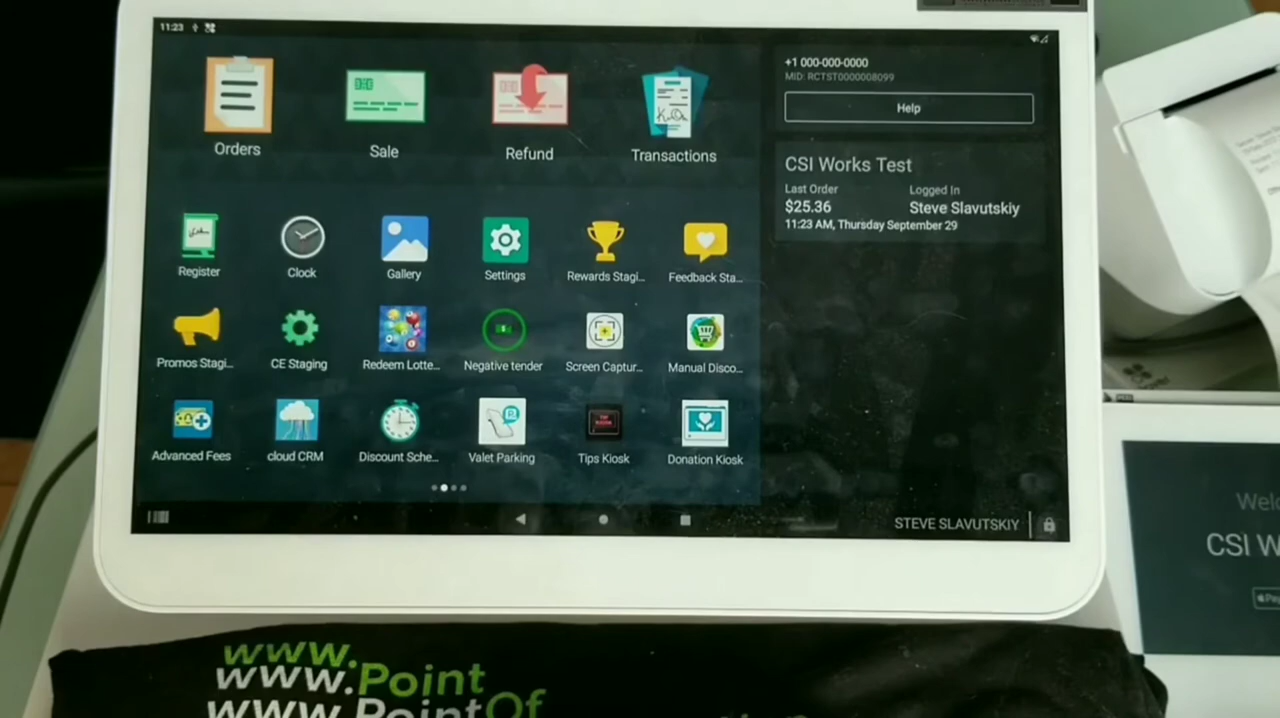 11:23
Orders
Sale
Refund
Transactions
Register
Clock
Gallery
Settings
Rewards Stagi...
Feedback Sta...
Promos Stagi...
CE Staging
Redeem Lotte...
Negative tender
Screen Captur...
Manual Disco...
Advanced Fees
cloud CRM
Discount Sche...
Valet Parking
Tips Kiosk
Donation Kiosk
+1 000-000-0000
MID: RCTST0000008099
Help
CSI Works Test
Last Order
Logged In
$25.36
Steve Slavutskiy
11:23 AM, Thursday September 29
STEVE SLAVUTSKIY
Welc
CSI W
Pay
www.
www.Point
www.PointOf